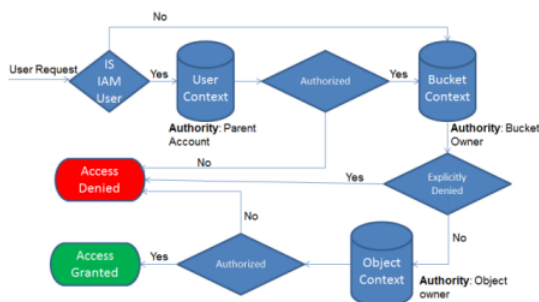 No
User Request
IS
IAM
User
Yes
User
Context
Authorized
Yes
Bucket
Context
Authority: Parent
Account
Authority: Bucket
Owner
No
Access
Denied
Yes
Explicitly
Denied
No
No
Access
Granted
Yes
Authorized
Object
Context
Authority: Object
owner